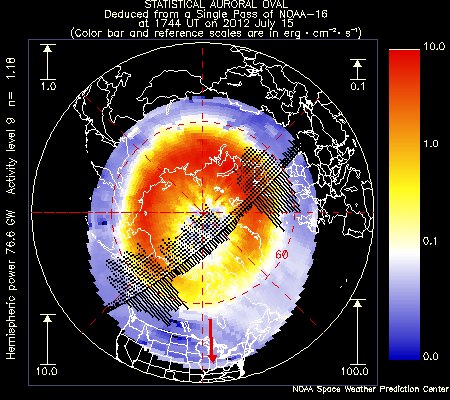 STATISTICAL AURORAL OVAL
Deduced from a Single Pass of NOAA-16
at 1744 UT on 2012 July 15
(Color bar and reference scales are in erg · cm⁻² · s⁻¹)
Hemispheric power 76.6 GW Activity level 9 n= 1.18
1.0
0.1
10.0
100.0
60
10.0
1.0
0.1
0.0
NOAA Space Weather Prediction Center